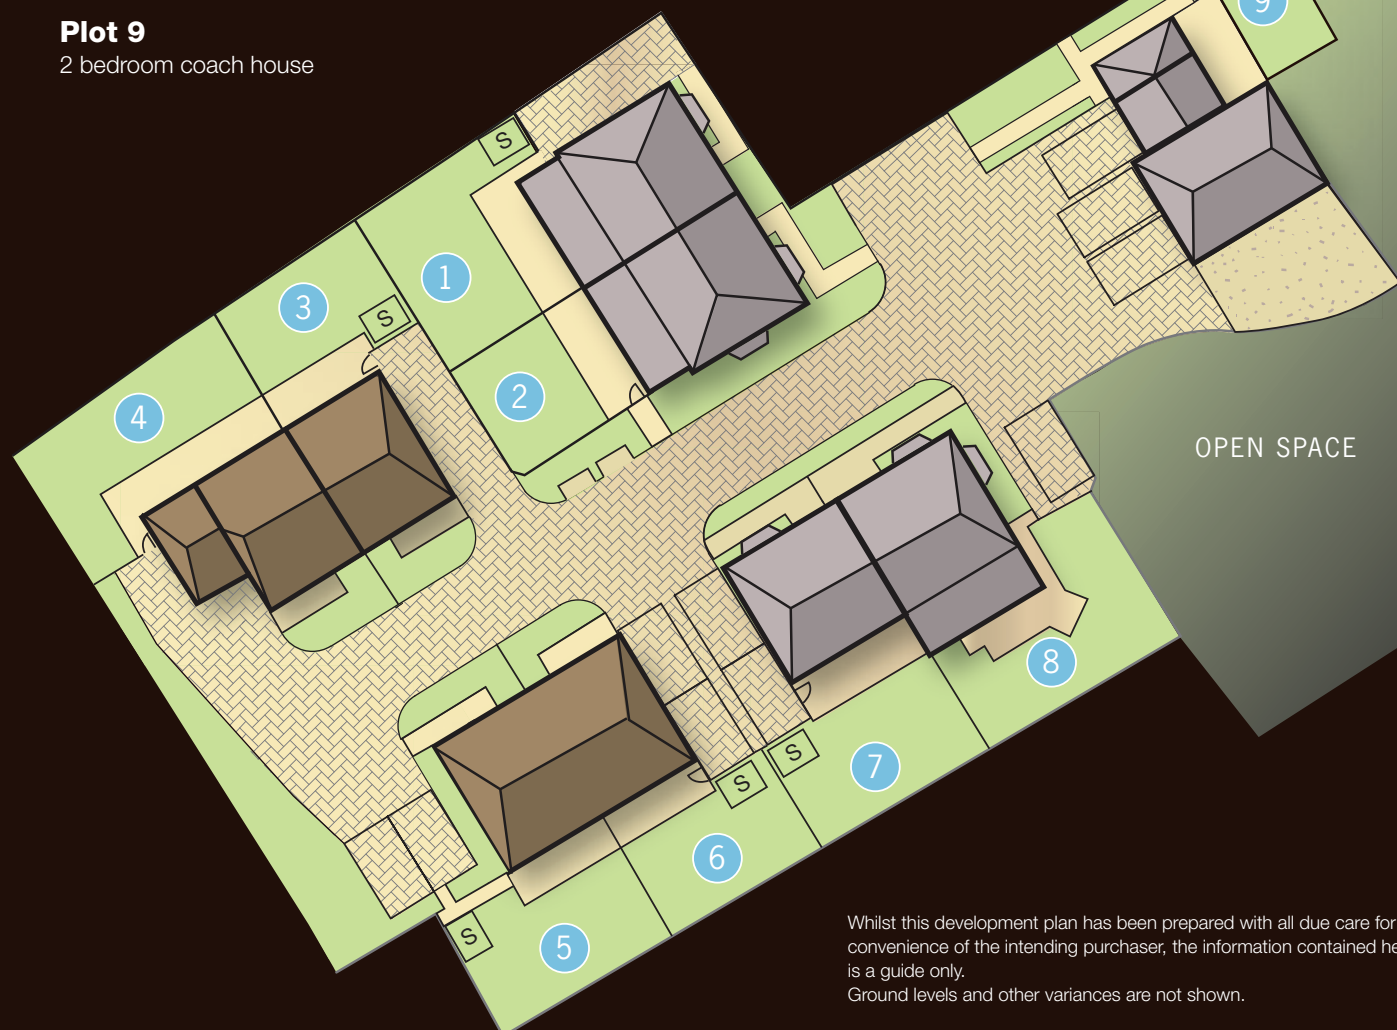 Plot 9
2 bedroom coach house
9
S
1
3
S
4
2
OPEN SPACE
8
S
7
S
6
S
5
Whilst this development plan has been prepared with all due care for
convenience of the intending purchaser, the information contained he
is a guide only.
Ground levels and other variances are not shown.